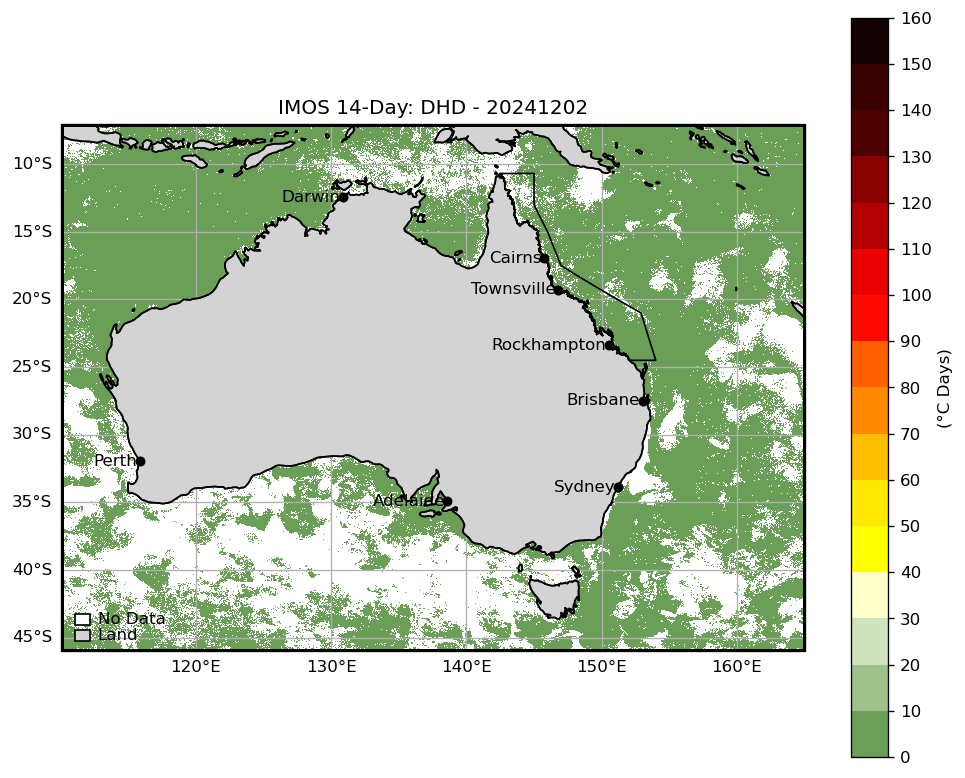 IMOS 14-Day: DHD - 20241202
160
150
140
130
120
110
100
90
80
70
60
50
40
30
20
10
0
(°C Days)
10°S
15°S
20°S
25°S
30°S
35°S
40°S
45°S
Darwin
Cairns
Townsville
Rockhampton
Brisbane
Perth
Sydney
Adelaide
No Data
Land
120°E
130°E
140°E
150°E
160°E